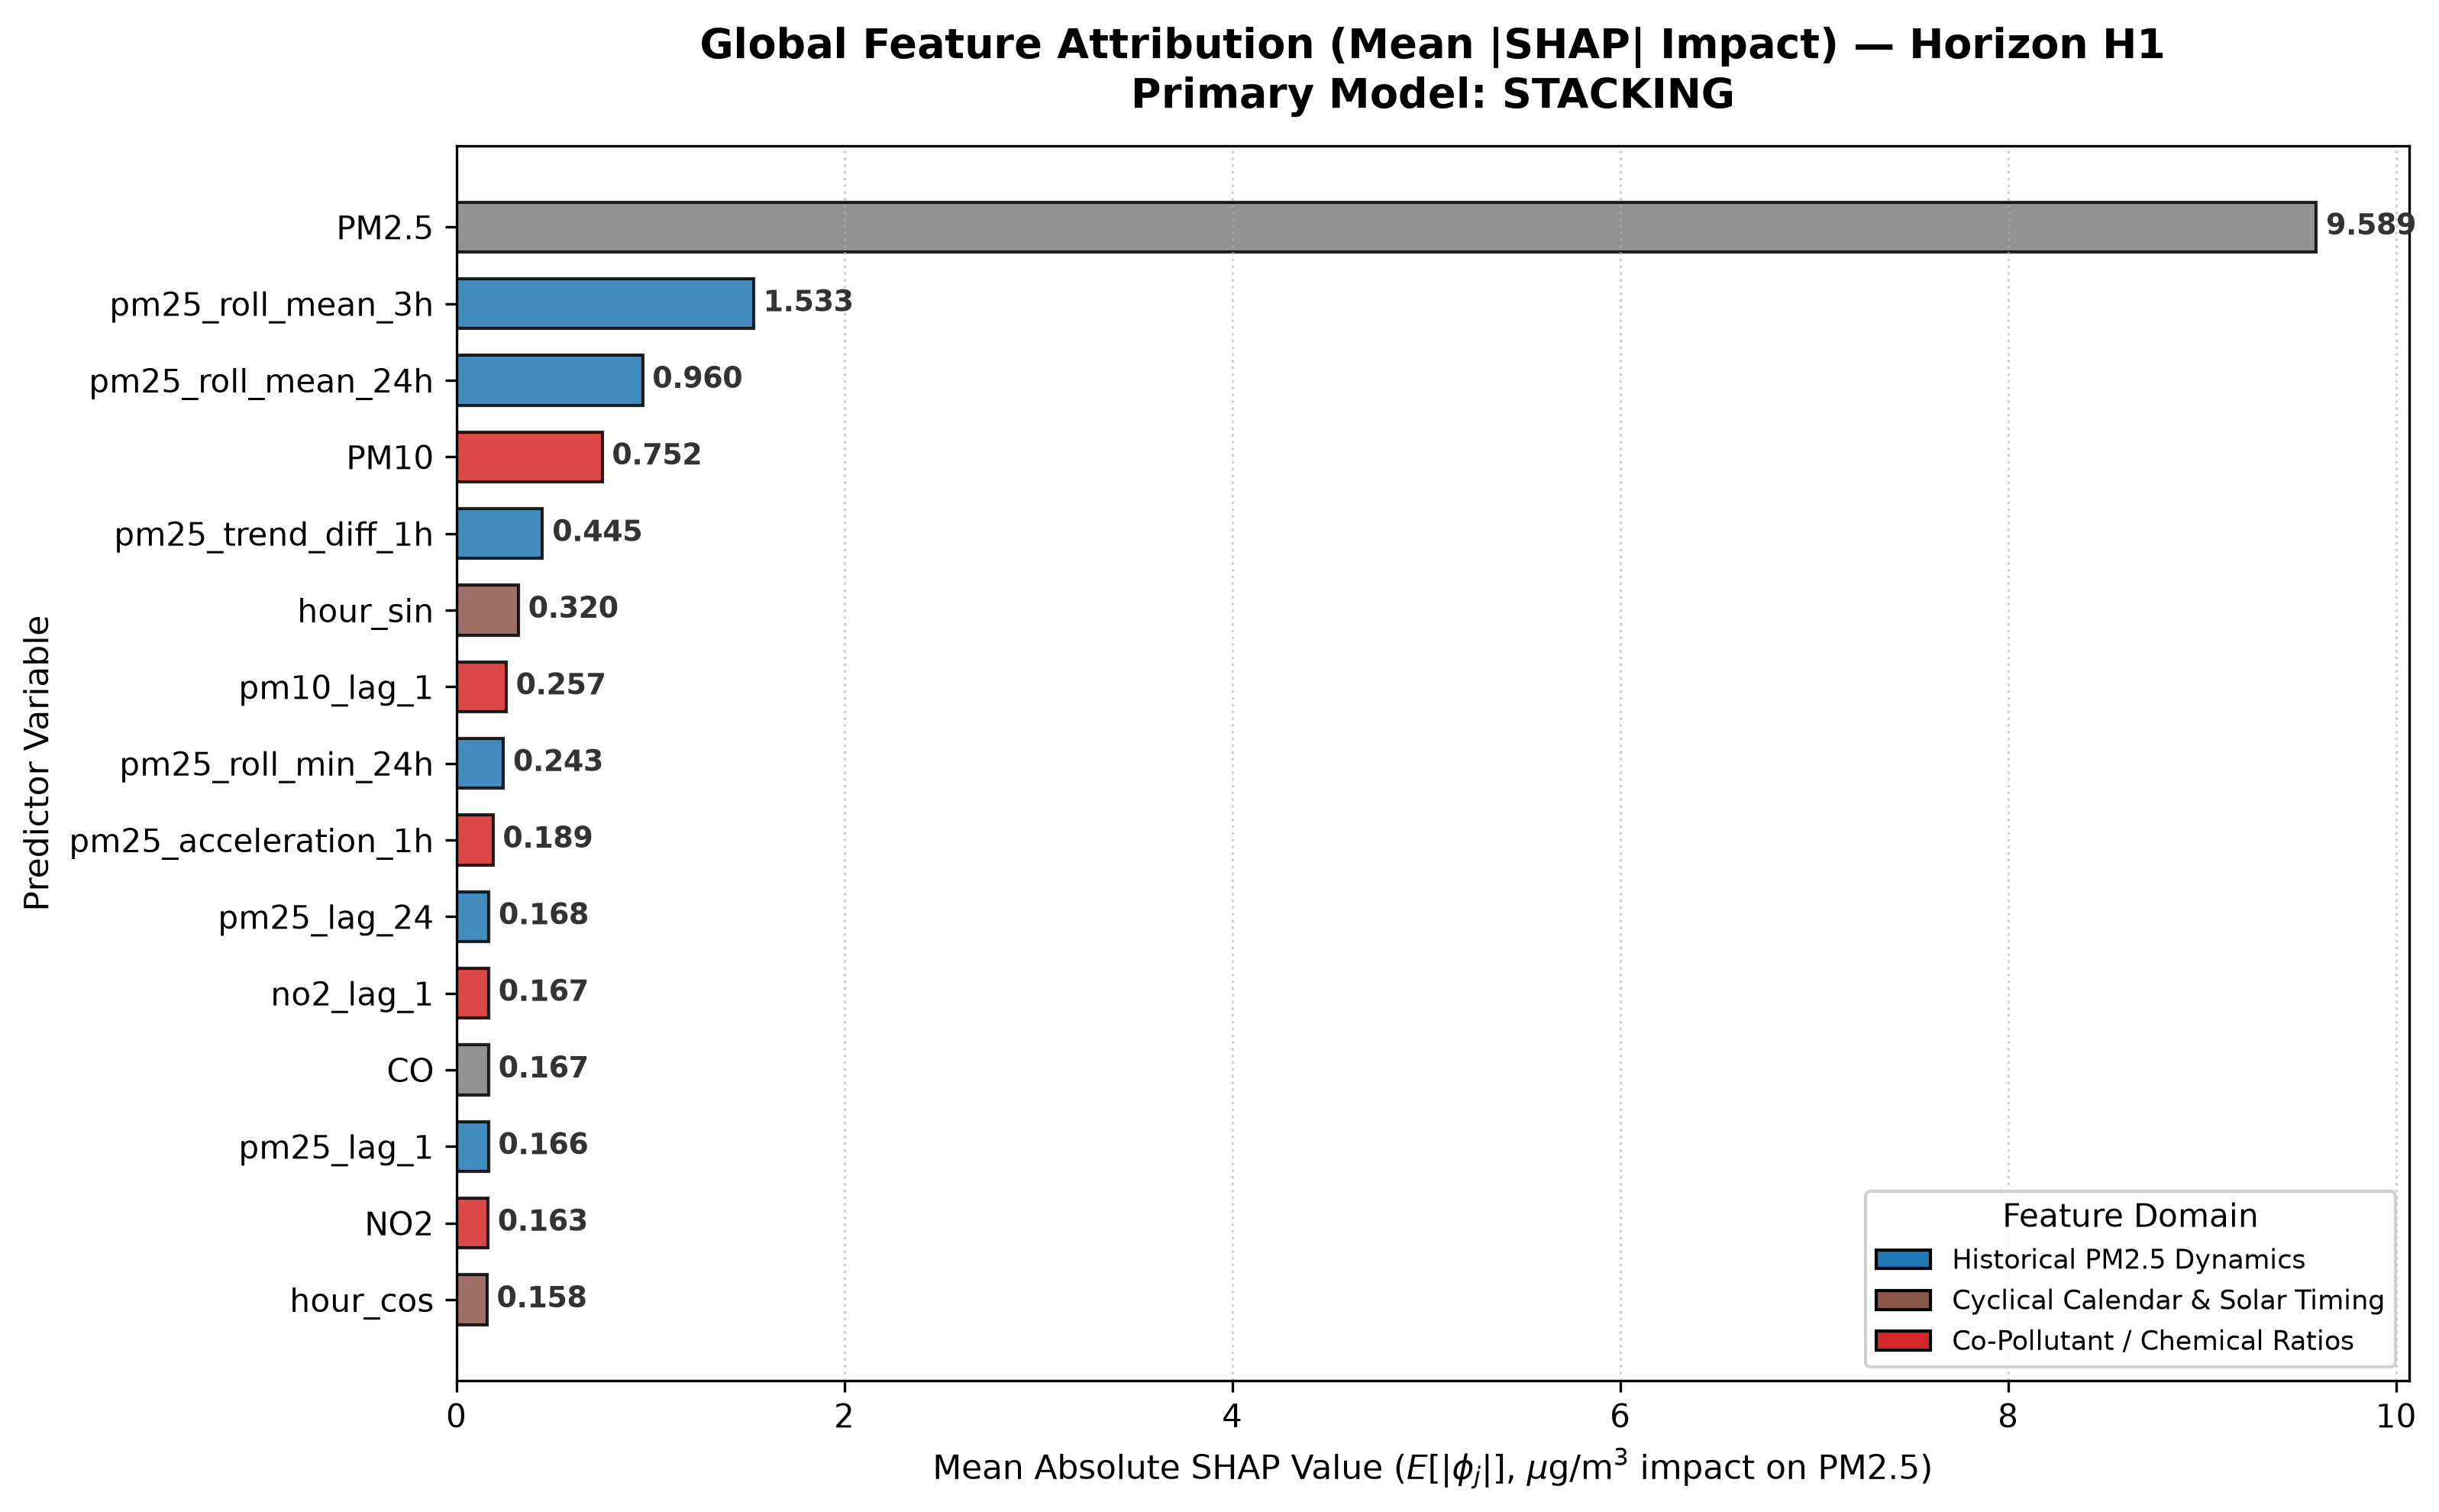 Global Feature Attribution (Mean |SHAP| Impact) — Horizon H1
Primary Model: STACKING
Predictor Variable
PM2.5 9.589
pm25_roll_mean_3h 1.533
pm25_roll_mean_24h 0.960
PM10 0.752
pm25_trend_diff_1h 0.445
hour_sin 0.320
pm10_lag_1 0.257
pm25_roll_min_24h 0.243
pm25_acceleration_1h 0.189
pm25_lag_24 0.168
no2_lag_1 0.167
CO 0.167
pm25_lag_1 0.166
NO2 0.163
hour_cos 0.158
Feature Domain
Historical PM2.5 Dynamics
Cyclical Calendar & Solar Timing
Co-Pollutant / Chemical Ratios
0 2 4 6 8 10
Mean Absolute SHAP Value (E[|ϕⱼ|], μg/m³ impact on PM2.5)